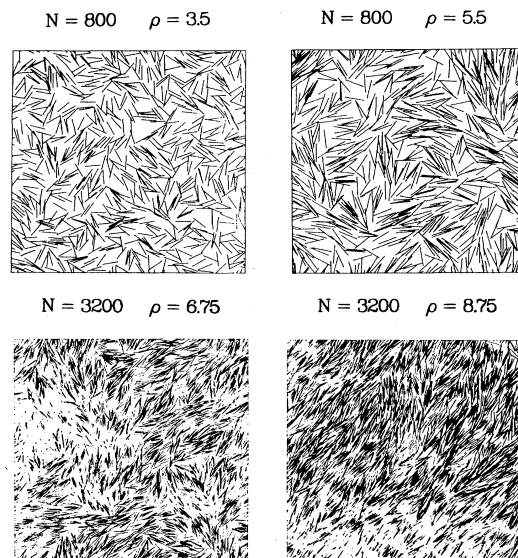 N = 800 ρ = 3.5
N = 800 ρ = 5.5
N = 3200 ρ = 6.75
N = 3200 ρ = 8.75